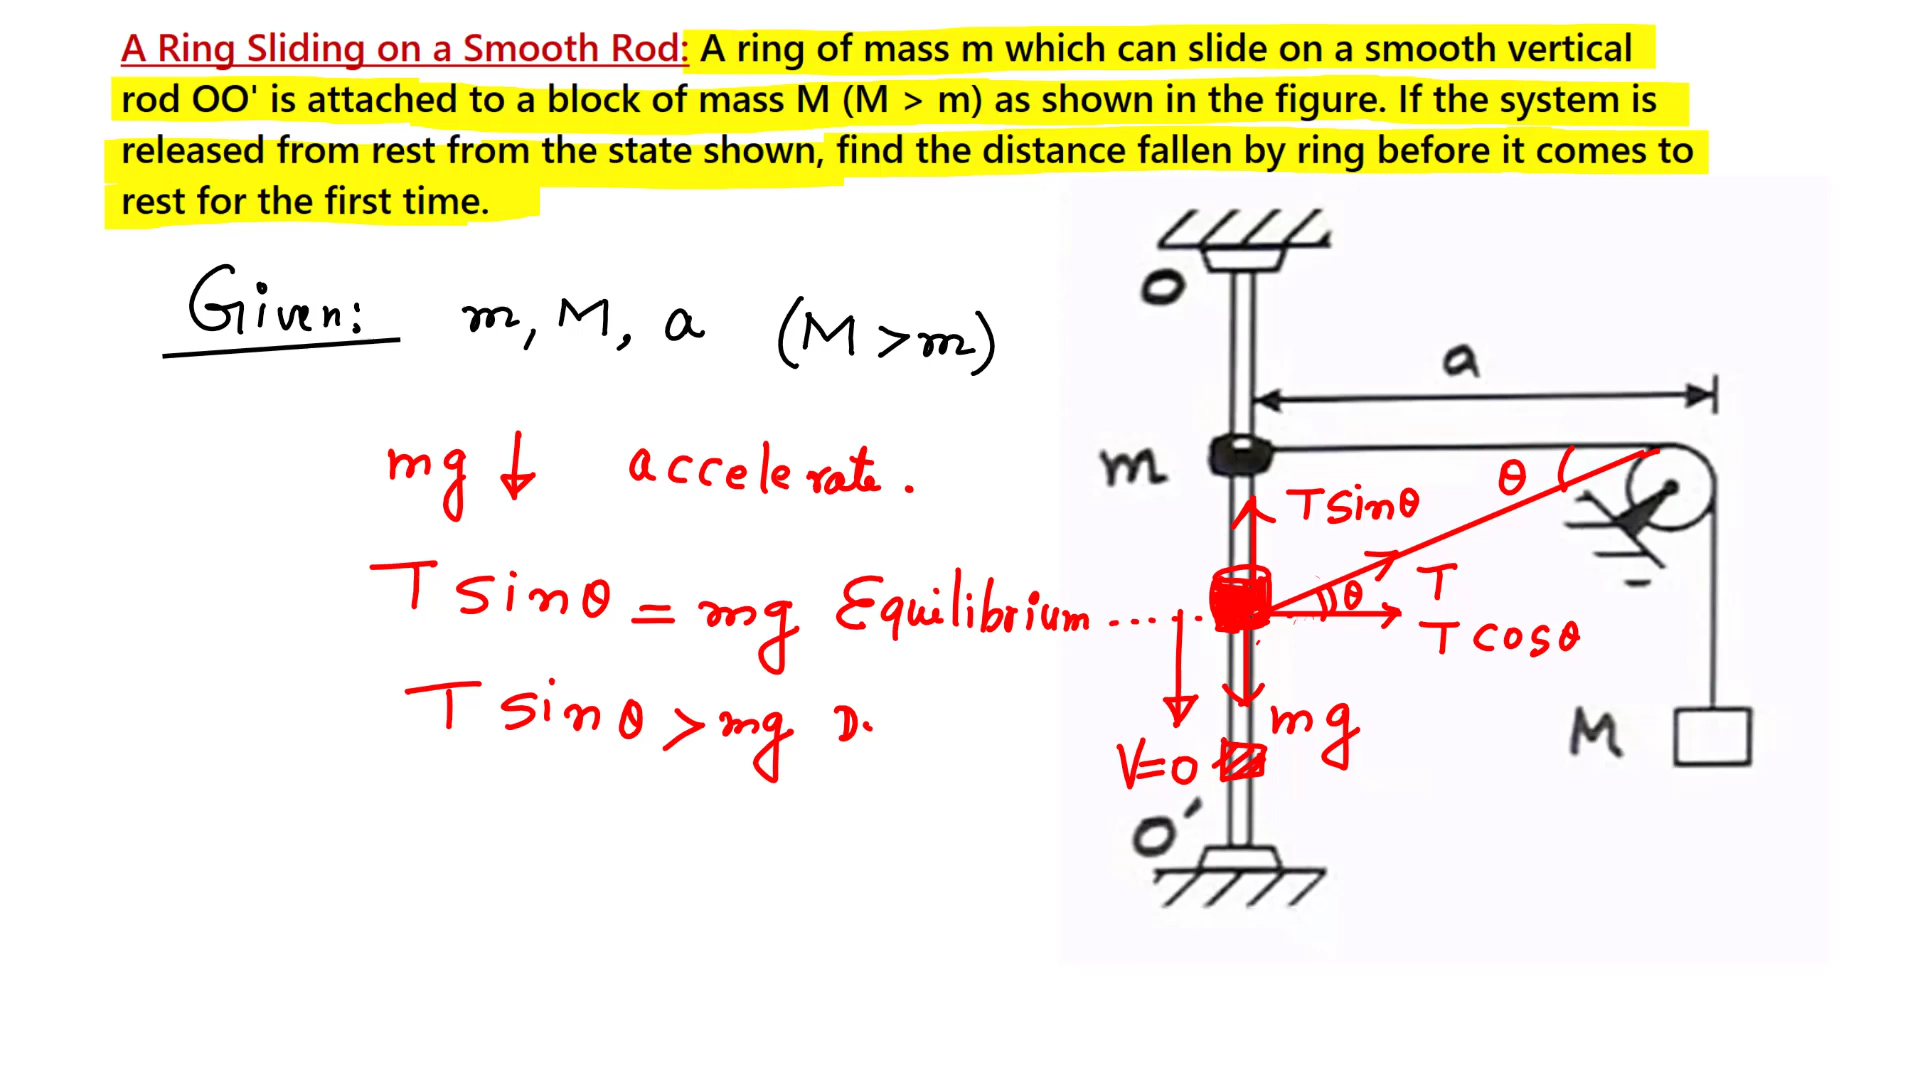 A Ring Sliding on a Smooth Rod: A ring of mass m which can slide on a smooth vertical
rod OO' is attached to a block of mass M (M > m) as shown in the figure. If the system is
released from rest from the state shown, find the distance fallen by ring before it comes to
rest for the first time.
Given: m, M, a (M > m)
mg ↓ accelerate.
T sinθ = mg Equilibrium ......
T sinθ > mg D.
O
a
m
θ
T sinθ
θ
T
T cosθ
mg
V=0
M
O'